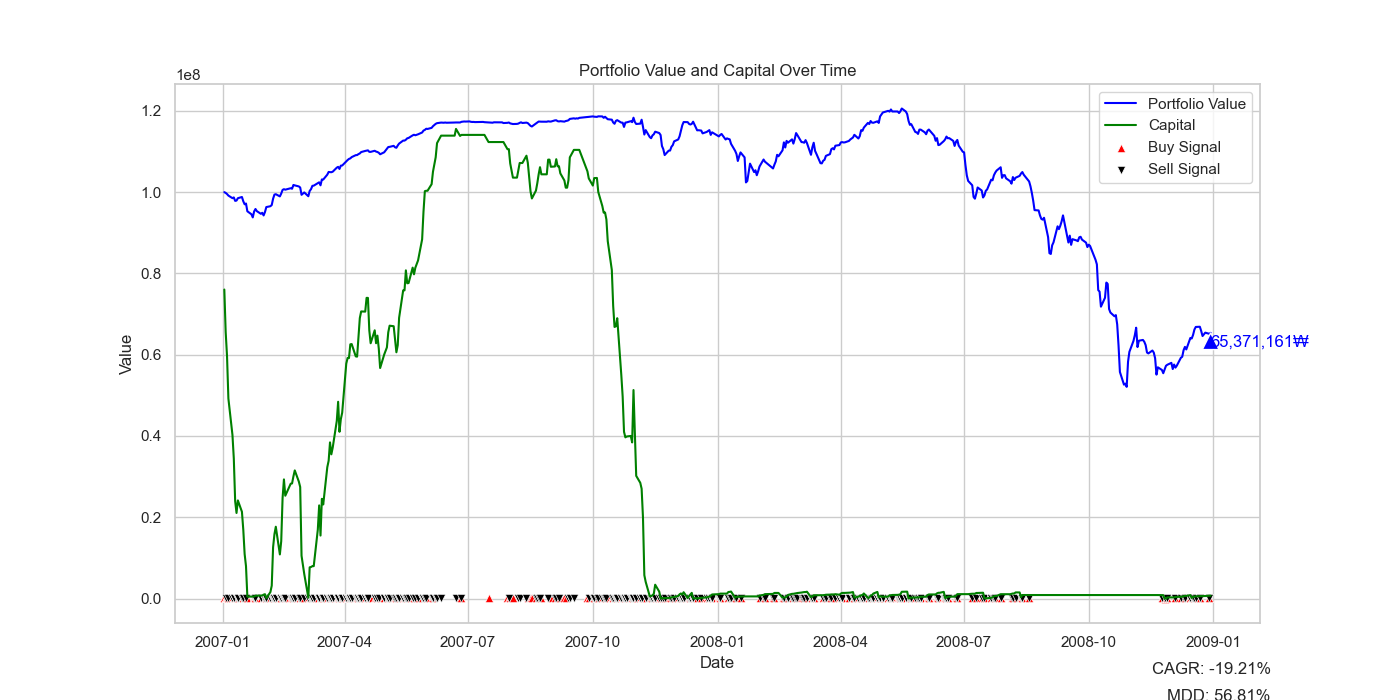 Portfolio Value and Capital Over Time
1e8
Portfolio Value
Capital
Buy Signal
Sell Signal
1.2
1.0
0.8
0.6
0.4
0.2
0.0
Value
65,371,161₩
2007-01
2007-04
2007-07
2007-10
2008-01
2008-04
2008-07
2008-10
2009-01
Date
CAGR: -19.21%
MDD: 56.81%